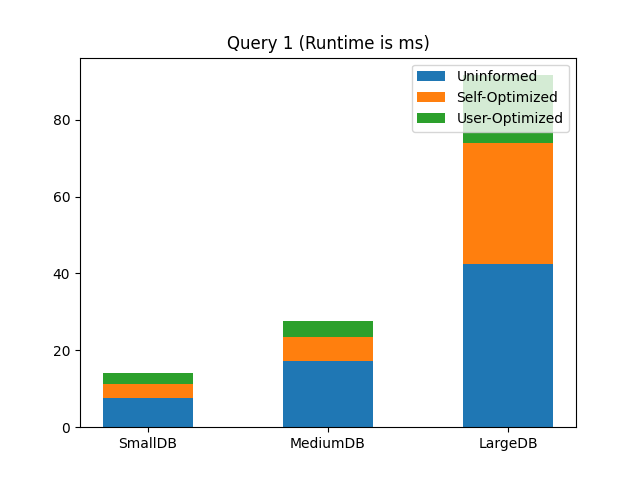 Query 1 (Runtime is ms)
Uninformed
Self-Optimized
User-Optimized
80
60
40
20
0
SmallDB
MediumDB
LargeDB